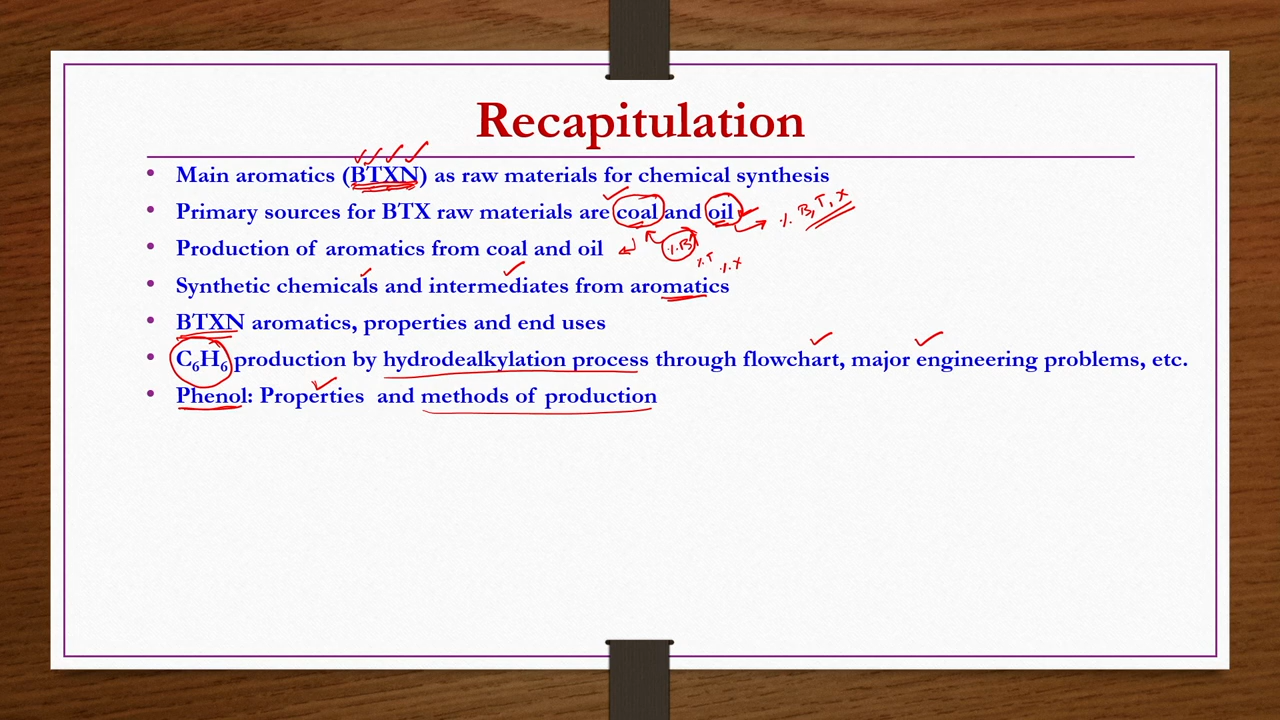 Recapitulation
• Main aromatics (BTXN) as raw materials for chemical synthesis
• Primary sources for BTX raw materials are coal and oil % B, T, X
• Production of aromatics from coal and oil % B
% T % X
• Synthetic chemicals and intermediates from aromatics
• BTXN aromatics, properties and end uses
• C₆H₆ production by hydrodealkylation process through flowchart, major engineering problems, etc.
• Phenol: Properties and methods of production